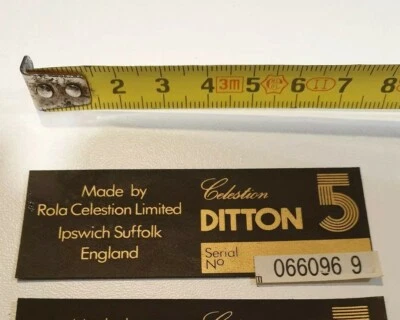 2 3 4 3m 5 6 II 7 8
Made by
Rola Celestion Limited
Ipswich Suffolk
England
Celestion
DITTON 5
Serial
No
066096 9